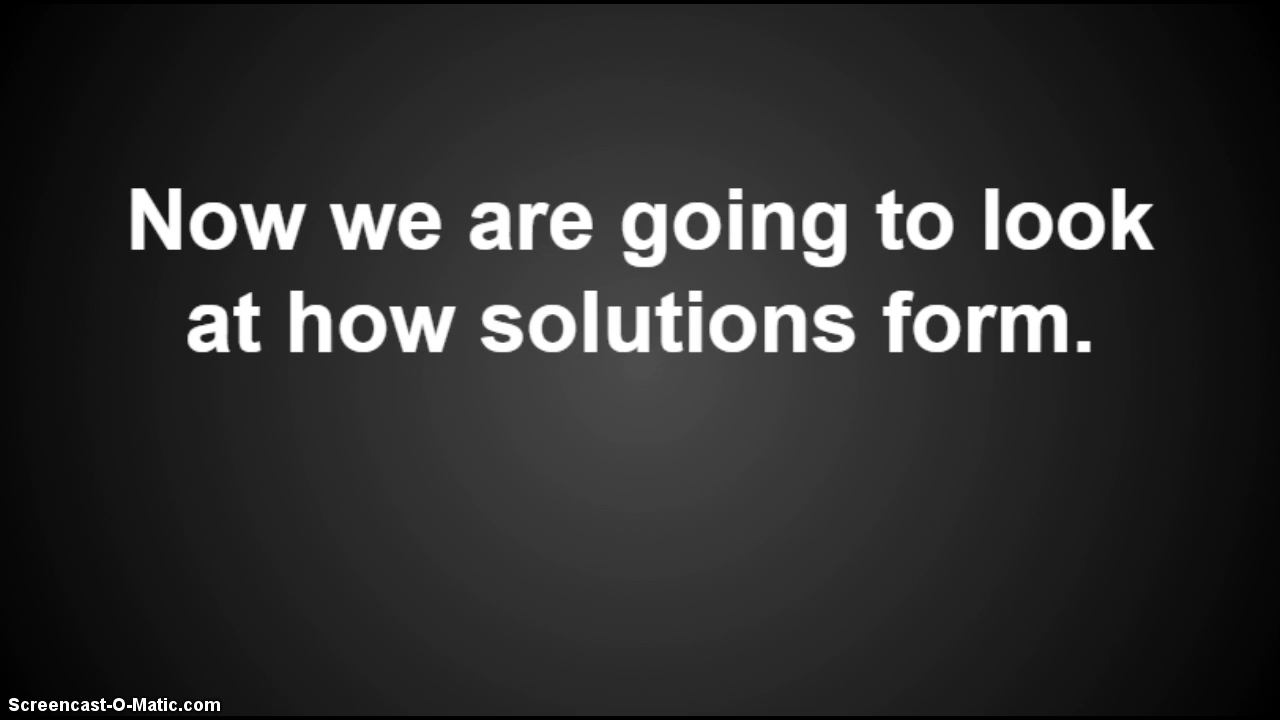 Now we are going to look
at how solutions form.
Screencast-O-Matic.com